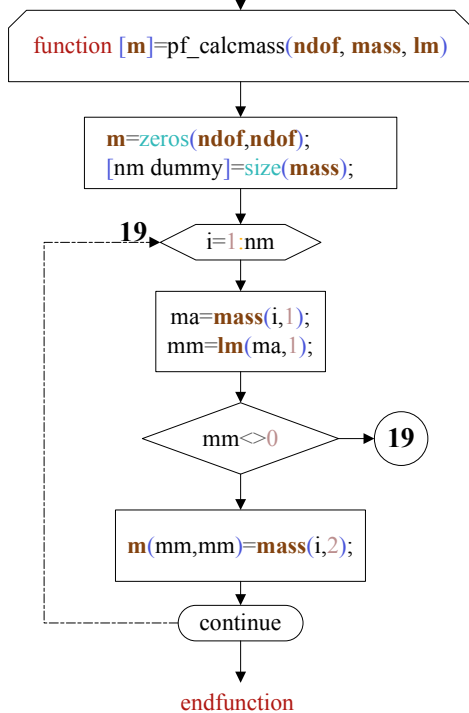 function [m]=pf_calcmass(ndof, mass, lm)
m=zeros(ndof,ndof);
[nm dummy]=size(mass);
19
i=1:nm
ma=mass(i,1);
mm=lm(ma,1);
mm<>0
19
m(mm,mm)=mass(i,2);
continue
endfunction